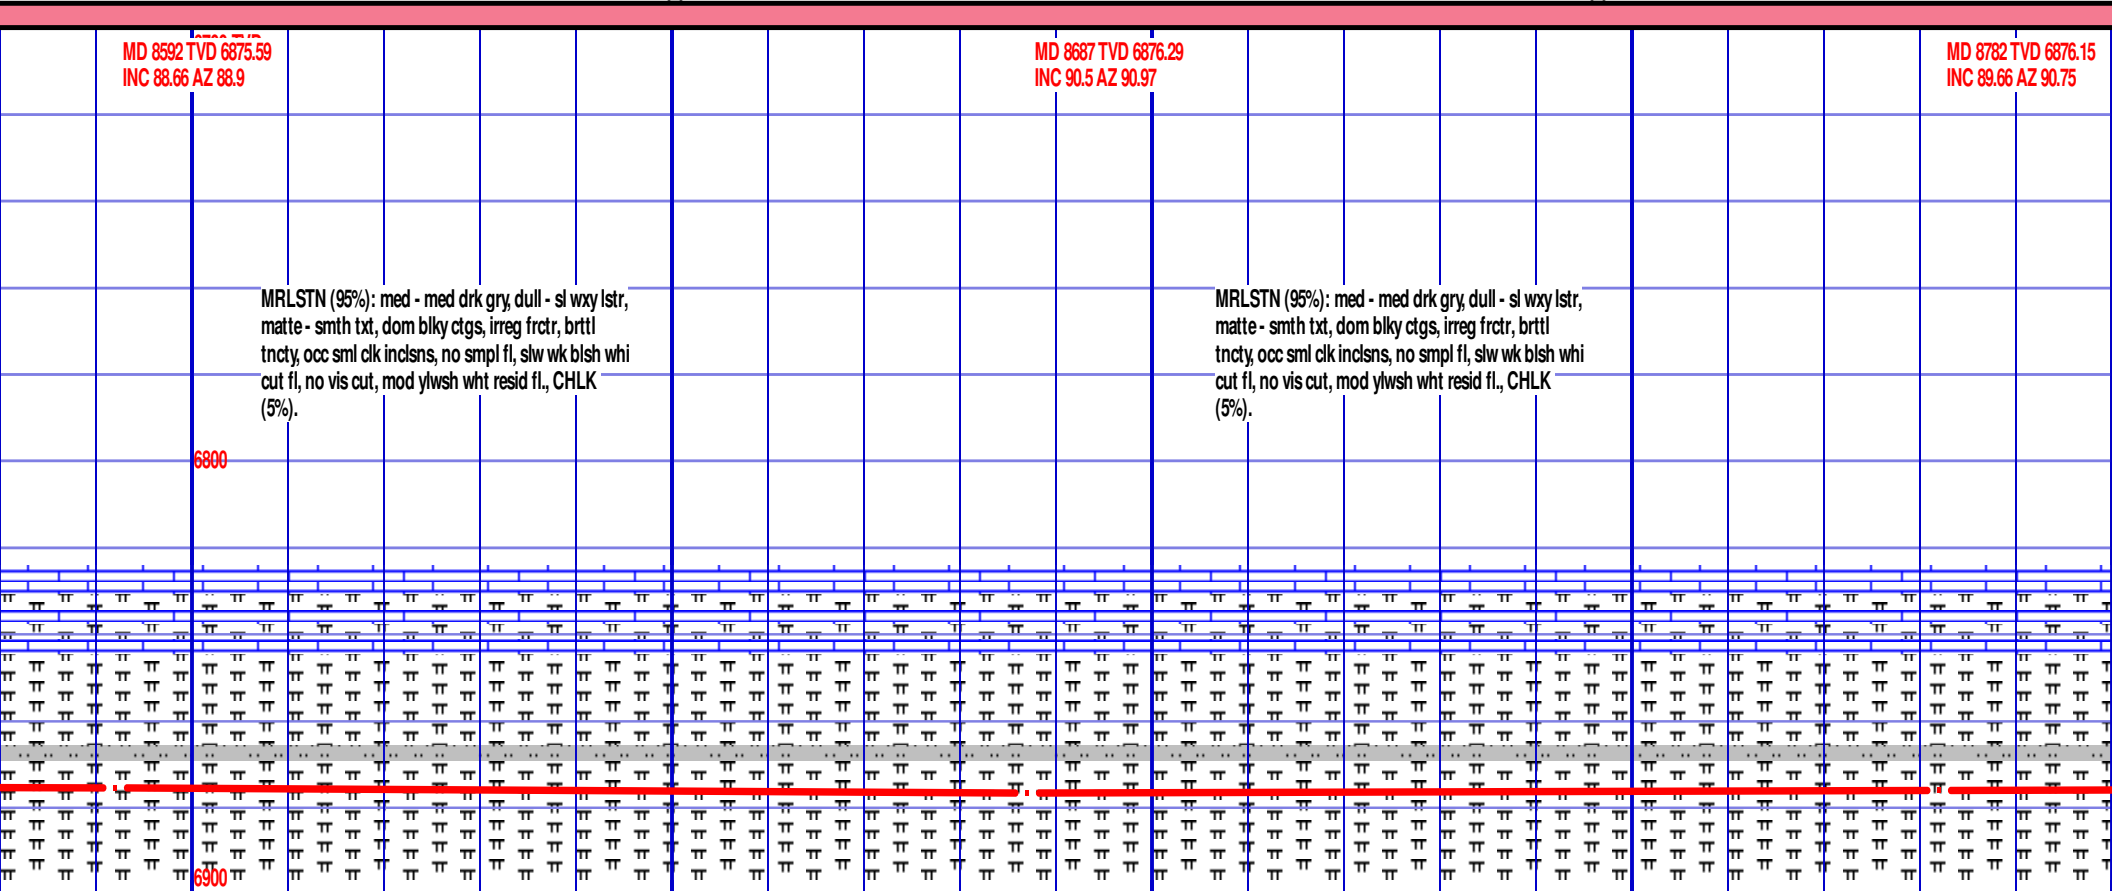 MD 8592 TVD 6875.59
INC 88.66 AZ 88.9
MD 8687 TVD 6876.29
INC 90.5 AZ 90.97
MD 8782 TVD 6876.15
INC 89.66 AZ 90.75
MRLSTN (95%): med - med drk gry, dull - sl wxy lstr,
matte - smth txt, dom blky ctgs, irreg frctr, brttl
tncty, occ sml clk inclsns, no smpl fl, slw wk blsh whi
cut fl, no vis cut, mod ylwsh wht resid fl., CHLK
(5%).
MRLSTN (95%): med - med drk gry, dull - sl wxy lstr,
matte - smth txt, dom blky ctgs, irreg frctr, brttl
tncty, occ sml clk inclsns, no smpl fl, slw wk blsh whi
cut fl, no vis cut, mod ylwsh wht resid fl., CHLK
(5%).
6800
6900